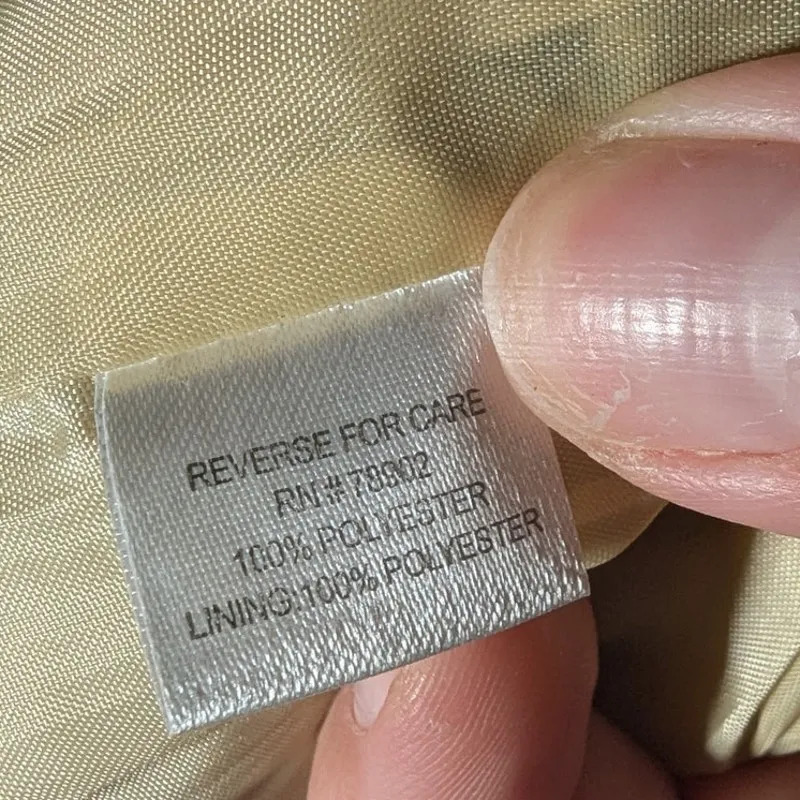 REVERSE FOR CARE
RN # 78802
100% POLYESTER
LINING:100% POLYESTER